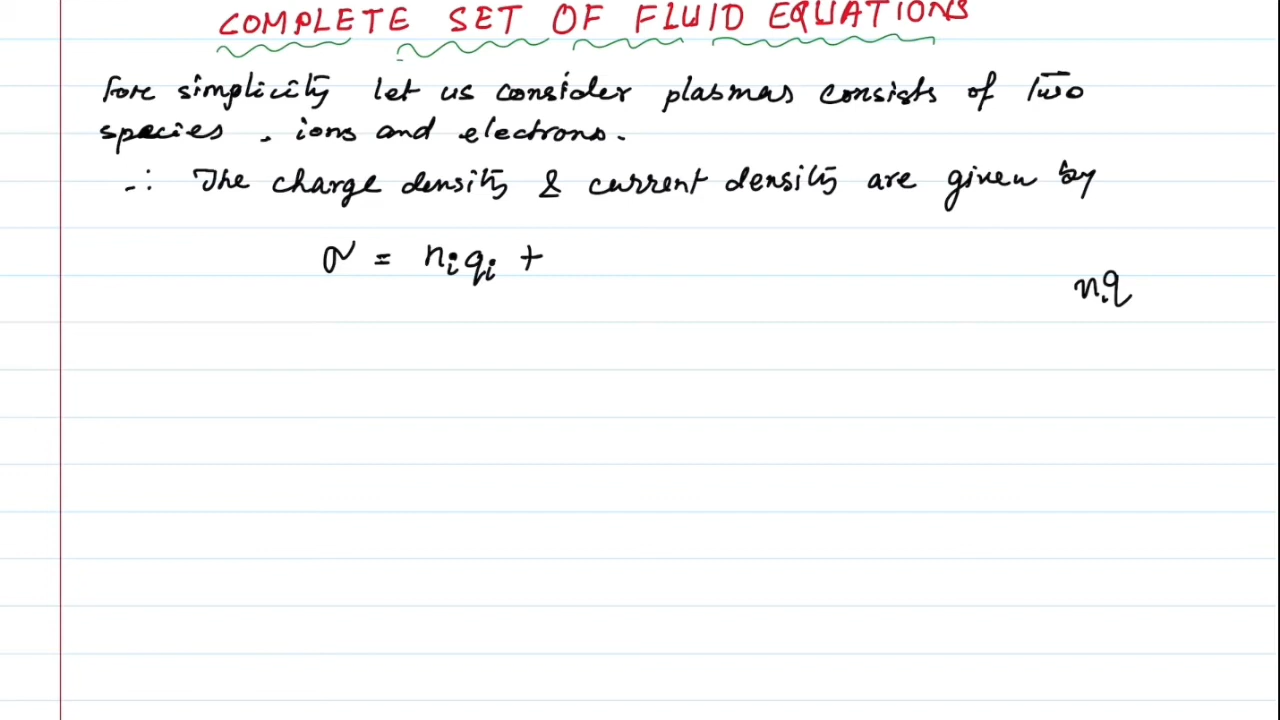 COMPLETE SET OF FLUID EQUATIONS
For simplicity let us consider plasmas consists of two
species, ions and electrons.
∴ The charge density & current density are given by
σ = nᵢqᵢ +
nᵢq